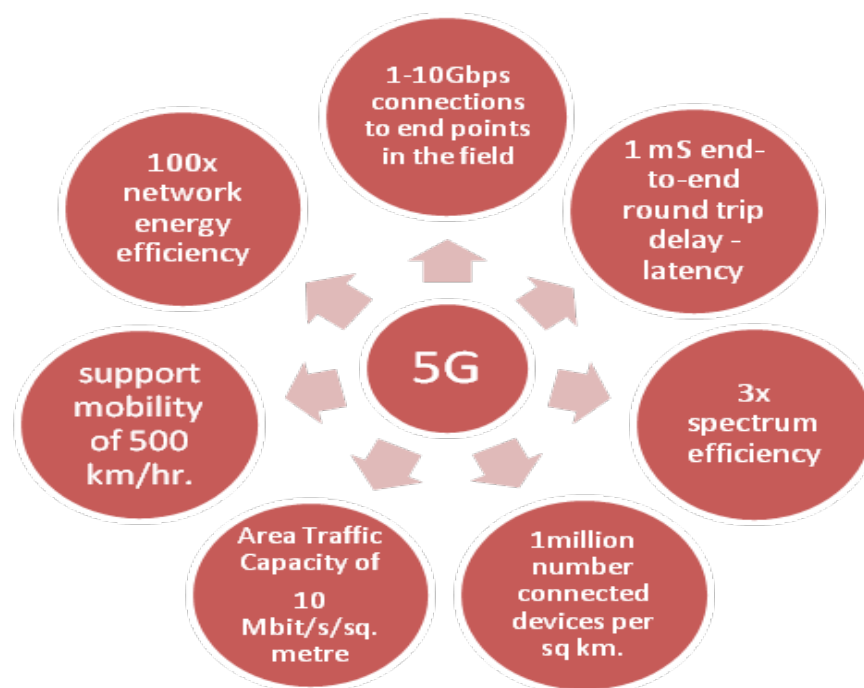 1-10Gbps
connections
to end points
in the field
1 mS end-
to-end
round trip
delay -
latency
3x
spectrum
efficiency
1million
number
connected
devices per
sq km.
Area Traffic
Capacity of
10
Mbit/s/sq.
metre
support
mobility
of 500
km/hr.
100x
network
energy
efficiency
5G